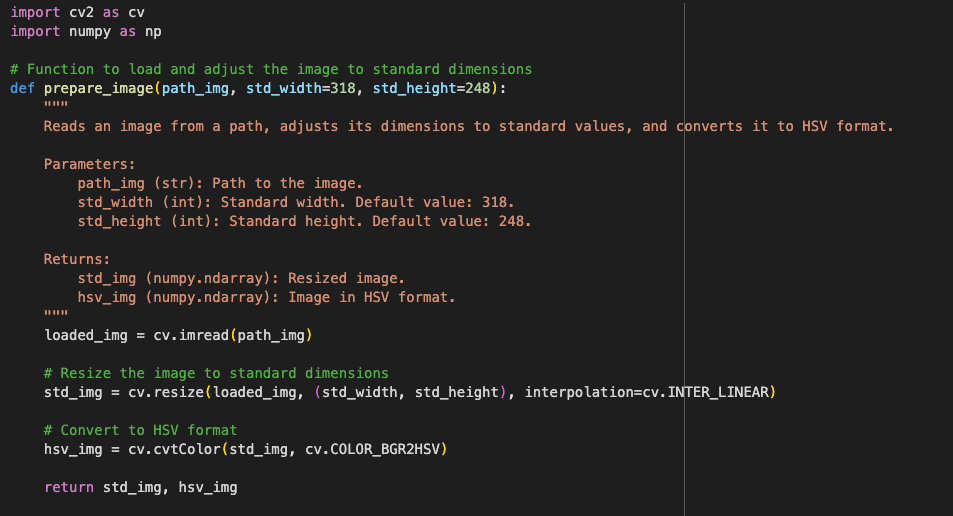 import cv2 as cv
import numpy as np

# Function to load and adjust the image to standard dimensions
def prepare_image(path_img, std_width=318, std_height=248):
    """
    Reads an image from a path, adjusts its dimensions to standard values, and converts it to HSV format.

    Parameters:
        path_img (str): Path to the image.
        std_width (int): Standard width. Default value: 318.
        std_height (int): Standard height. Default value: 248.

    Returns:
        std_img (numpy.ndarray): Resized image.
        hsv_img (numpy.ndarray): Image in HSV format.
    """
    loaded_img = cv.imread(path_img)

    # Resize the image to standard dimensions
    std_img = cv.resize(loaded_img, (std_width, std_height), interpolation=cv.INTER_LINEAR)

    # Convert to HSV format
    hsv_img = cv.cvtColor(std_img, cv.COLOR_BGR2HSV)

    return std_img, hsv_img